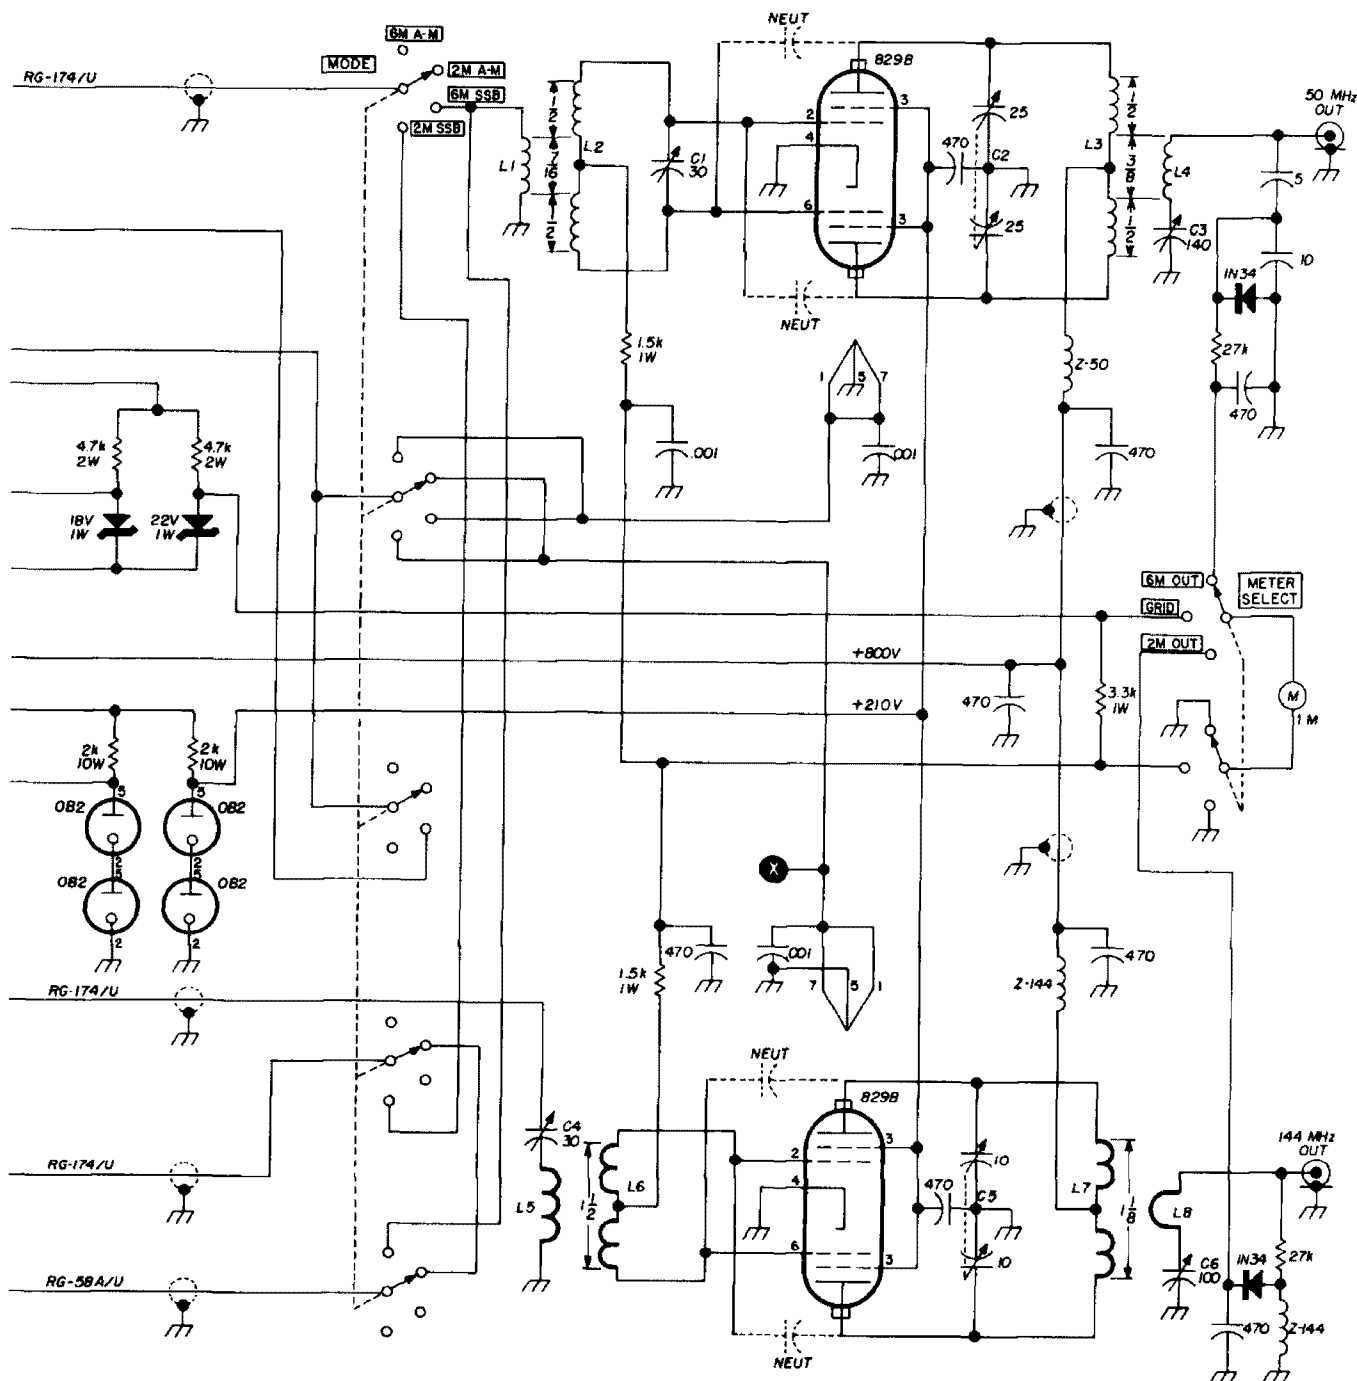 NEUT
6M A-M
829B
MODE
2M A-M
RG-174/U
6M SSB
2M SSB
50 MHz
OUT
1/2
L2
7/16
1/2
L1
C1
30
2
4
6
3
3
470
25
C2
25
L3
1/2
3/8
1/2
L4
5
C3
140
10
1N34
NEUT
1.5k
1W
1
5
7
Z-50
27k
470
4.7k
2W
4.7k
2W
.001
.001
470
18V
1W
22V
1W
6M OUT
METER
SELECT
GRID
2M OUT
+800V
470
3.3k
1W
M
1 M
+210V
2k
10W
2k
10W
OB2
5
5
OB2
2
5
2
5
OB2
OB2
2
2
X
470
.001
470
1.5k
1W
7
5
1
Z-144
RG-174/U
NEUT
829B
C4
30
144 MHz
OUT
RG-174/U
L5
1 1/2
L6
2
4
6
3
3
470
10
C5
10
L7
1 1/8
L8
RG-58A/U
C6
100
1N34
27k
470
Z-144
NEUT